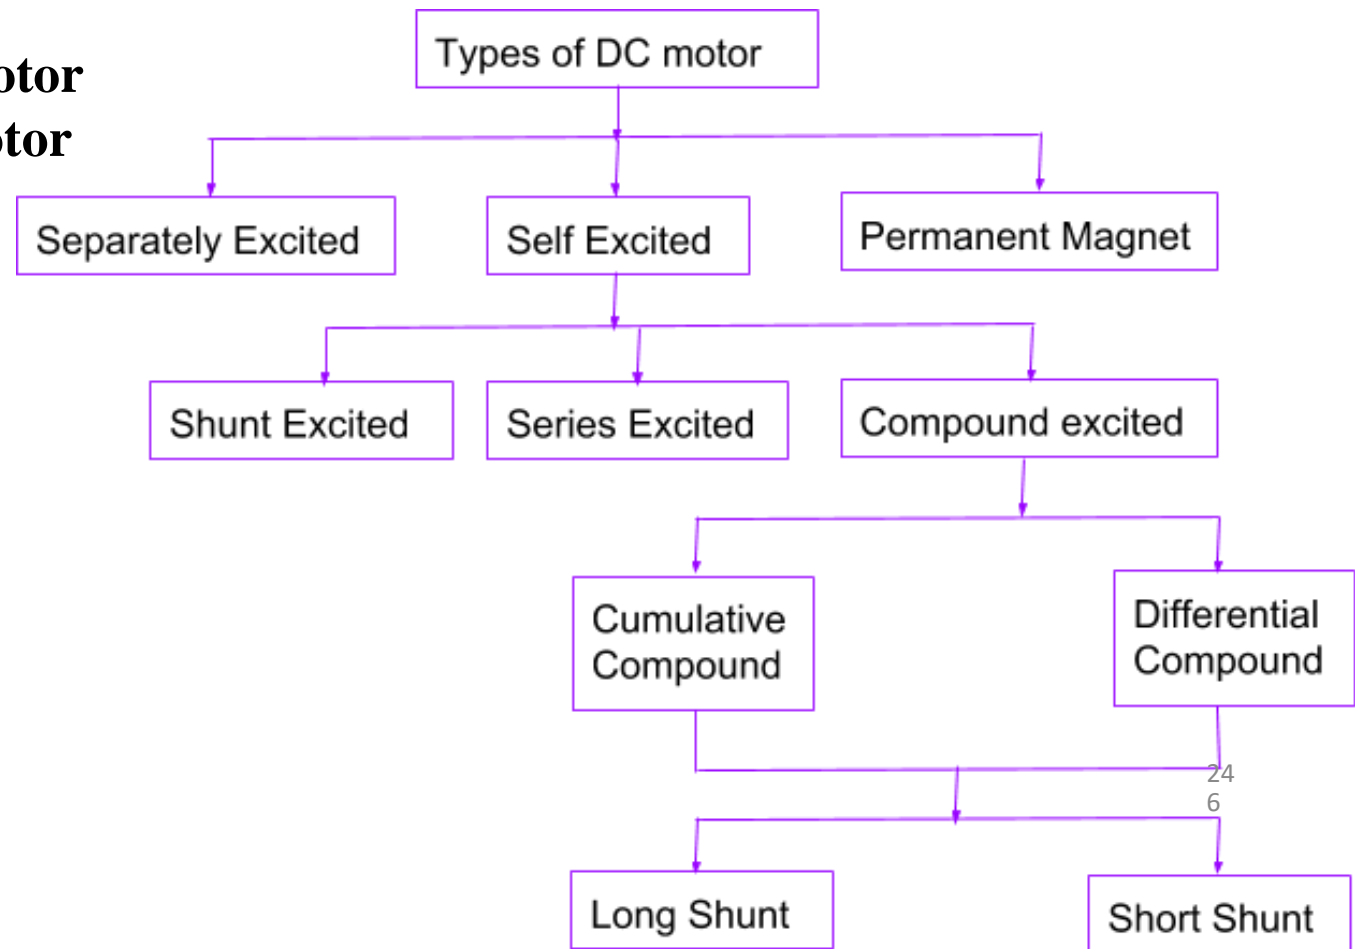 Types of DC motor
otor
otor
Separately Excited
Self Excited
Permanent Magnet
Shunt Excited
Series Excited
Compound excited
Cumulative
Compound
Differential
Compound
24
6
Long Shunt
Short Shunt